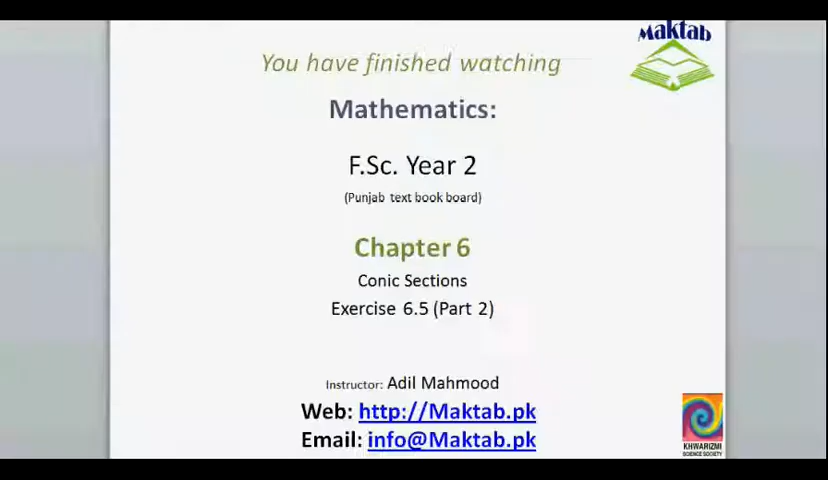 Maktab
You have finished watching
Mathematics:
F.Sc. Year 2
(Punjab text book board)
Chapter 6
Conic Sections
Exercise 6.5 (Part 2)
Instructor: Adil Mahmood
Web: http://Maktab.pk
Email: info@Maktab.pk
KHWARIZMI
SCIENCE SOCIETY